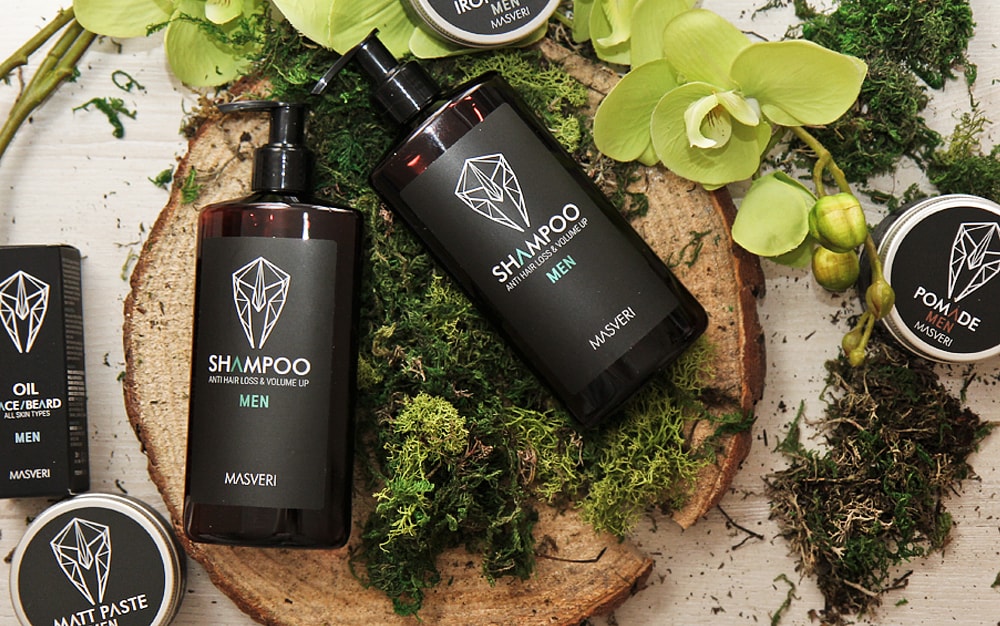 MEN
MASVERI
SHAMPOO
ANTI HAIR LOSS & VOLUME UP
MEN
MASVERI
SHAMPOO
ANTI HAIR LOSS & VOLUME UP
MEN
MASVERI
POMADE
MEN
MASVERI
OIL
ACE/BEARD
ALL SKIN TYPES
MEN
MASVERI
MATT PASTE
MEN